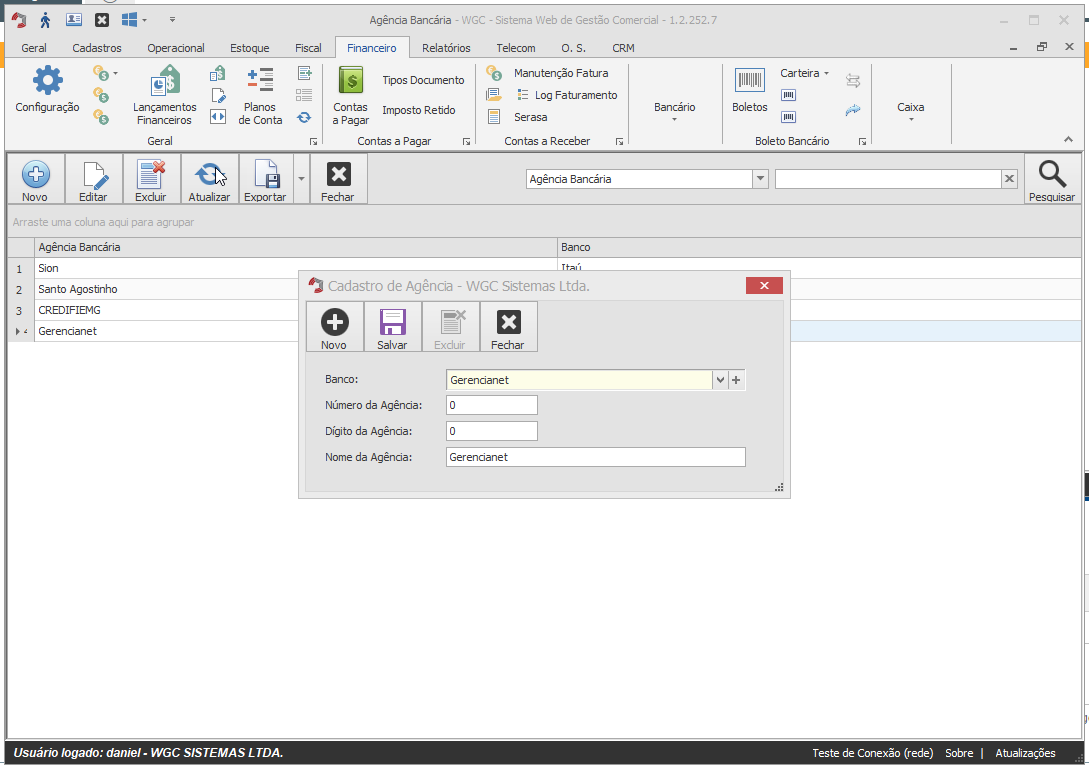 Agência Bancária - WGC - Sistema Web de Gestão Comercial - 1.2.252.7
Geral Cadastros Operacional Estoque Fiscal Financeiro Relatórios Telecom O. S. CRM
Configuração
Lançamentos Financeiros
Planos de Conta
Geral
Contas a Pagar
Tipos Documento
Imposto Retido
Contas a Pagar
Manutenção Fatura
Log Faturamento
Serasa
Contas a Receber
Bancário
Boletos
Carteira
Boleto Bancário
Caixa
Novo Editar Excluir Atualizar Exportar Fechar
Agência Bancária
Pesquisar
Arraste uma coluna aqui para agrupar
Agência Bancária Banco
1 Sion Itaú
2 Santo Agostinho
3 CREDIFIEMG
4 Gerencianet
Cadastro de Agência - WGC Sistemas Ltda.
Novo Salvar Excluir Fechar
Banco: Gerencianet
Número da Agência: 0
Dígito da Agência: 0
Nome da Agência: Gerencianet
Usuário logado: daniel - WGC SISTEMAS LTDA.
Teste de Conexão (rede) Sobre | Atualizações